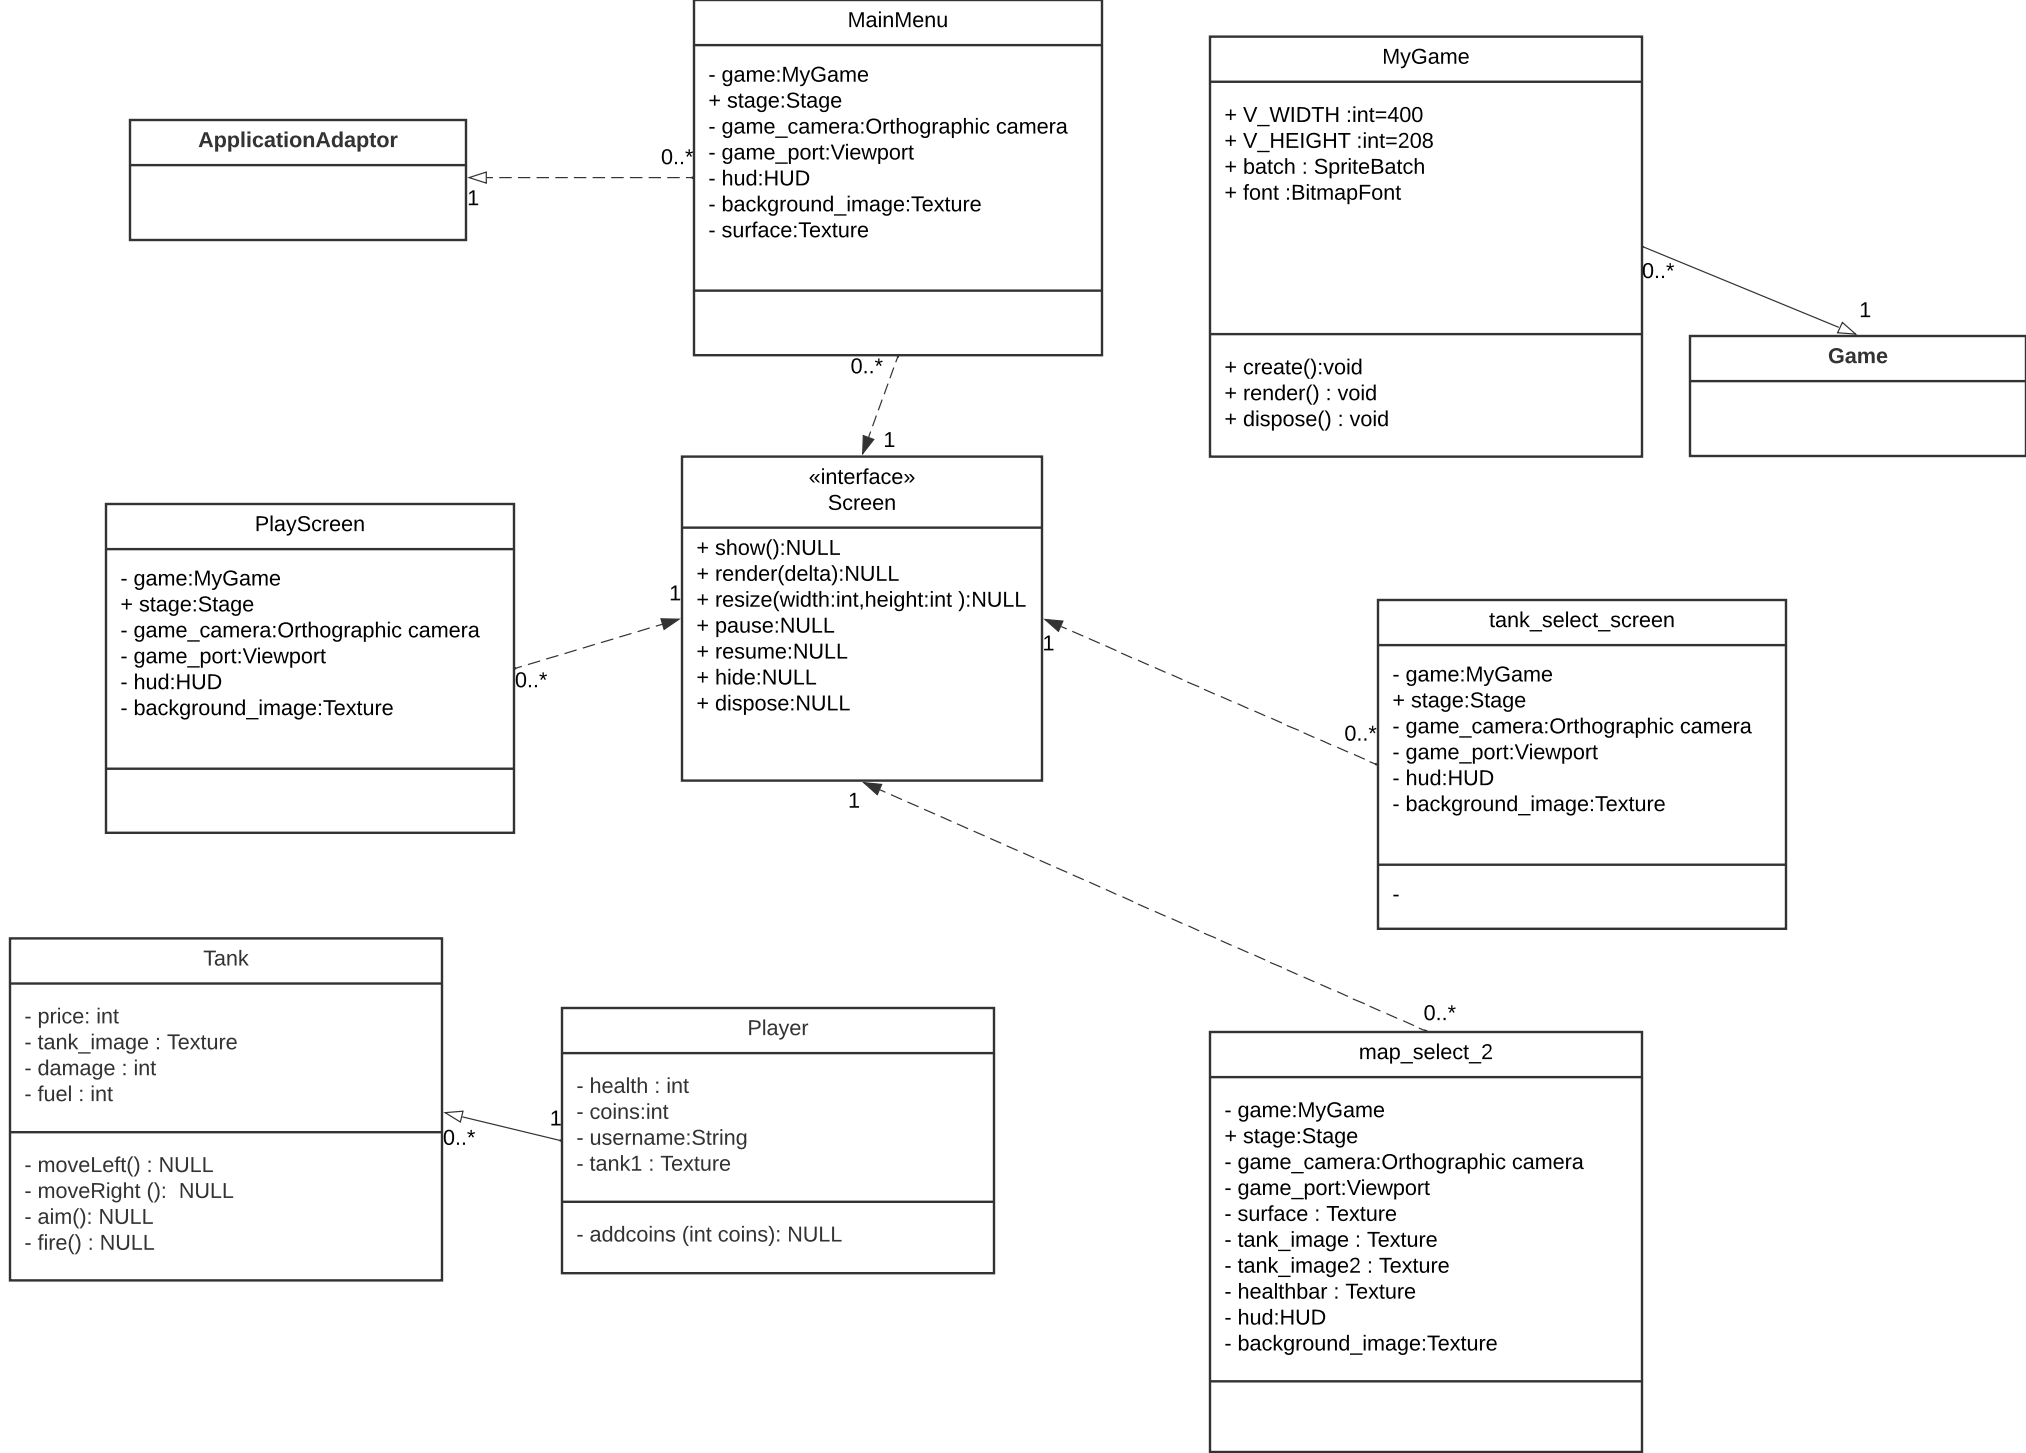 MainMenu
- game:MyGame
+ stage:Stage
- game_camera:Orthographic camera
- game_port:Viewport
- hud:HUD
- background_image:Texture
- surface:Texture
MyGame
+ V_WIDTH :int=400
+ V_HEIGHT :int=208
+ batch : SpriteBatch
+ font :BitmapFont
+ create():void
+ render() : void
+ dispose() : void
ApplicationAdaptor
0..*
1
0..*
1
Game
0..*
1
«interface»
Screen
+ show():NULL
+ render(delta):NULL
+ resize(width:int,height:int ):NULL
+ pause:NULL
+ resume:NULL
+ hide:NULL
+ dispose:NULL
PlayScreen
- game:MyGame
+ stage:Stage
- game_camera:Orthographic camera
- game_port:Viewport
- hud:HUD
- background_image:Texture
1
0..*
1
0..*
tank_select_screen
- game:MyGame
+ stage:Stage
- game_camera:Orthographic camera
- game_port:Viewport
- hud:HUD
- background_image:Texture
-
1
0..*
Tank
- price: int
- tank_image : Texture
- damage : int
- fuel : int
- moveLeft() : NULL
- moveRight ():  NULL
- aim(): NULL
- fire() : NULL
1
0..*
Player
- health : int
- coins:int
- username:String
- tank1 : Texture
- addcoins (int coins): NULL
map_select_2
- game:MyGame
+ stage:Stage
- game_camera:Orthographic camera
- game_port:Viewport
- surface : Texture
- tank_image : Texture
- tank_image2 : Texture
- healthbar : Texture
- hud:HUD
- background_image:Texture